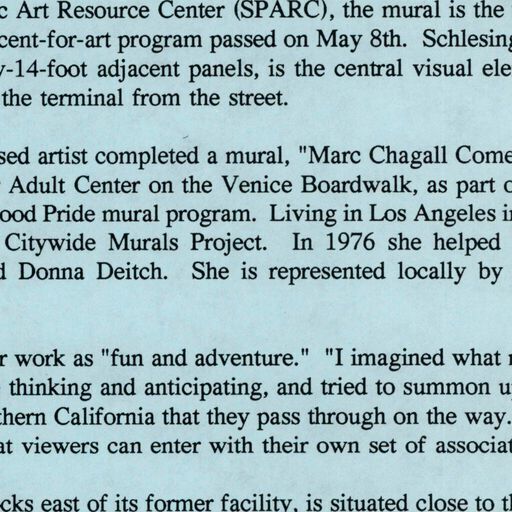 c Art Resource Center (SPARC), the mural is the
cent-for-art program passed on May 8th. Schlesing
y-14-foot adjacent panels, is the central visual ele
the terminal from the street.
sed artist completed a mural, "Marc Chagall Come
Adult Center on the Venice Boardwalk, as part o
ood Pride mural program. Living in Los Angeles i
Citywide Murals Project. In 1976 she helped
d Donna Deitch. She is represented locally by
r work as "fun and adventure." "I imagined what
thinking and anticipating, and tried to summon u
thern California that they pass through on the way.
at viewers can enter with their own set of associat
cks east of its former facility, is situated close to th